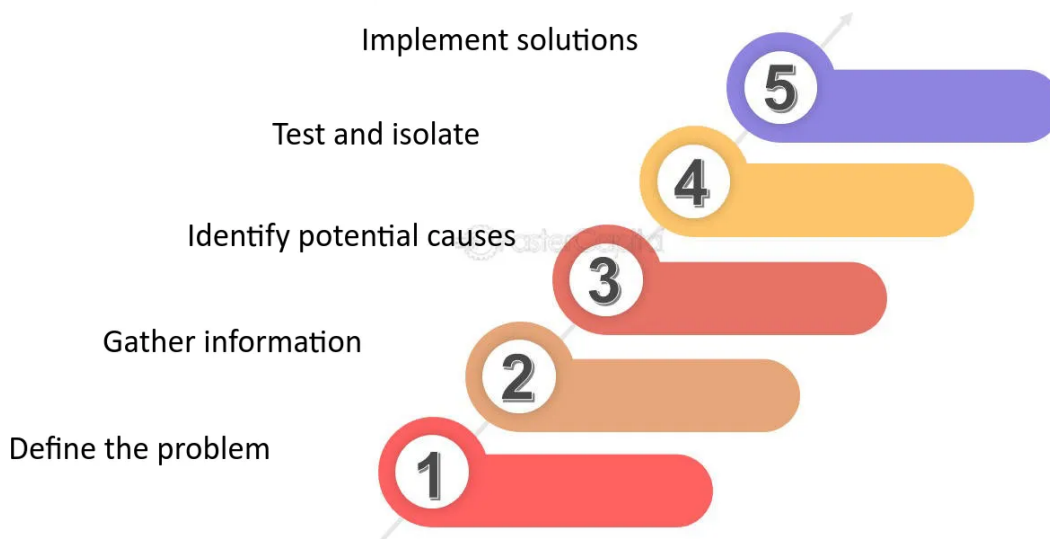 Implement solutions
5
Test and isolate
4
Identify potential causes
3
Gather information
2
Define the problem
1